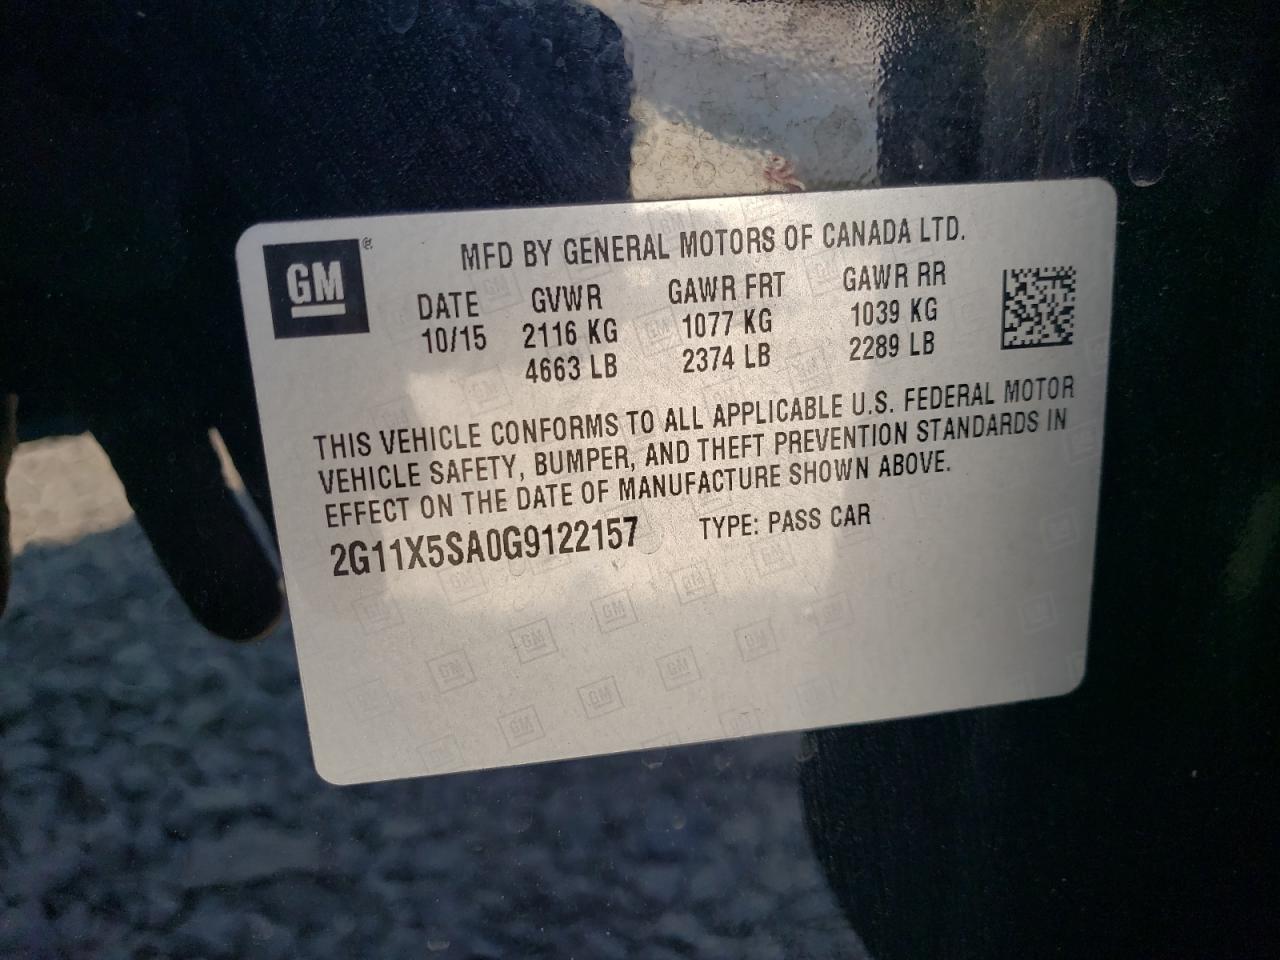 GM®
MFD BY GENERAL MOTORS OF CANADA LTD.
DATE GVWR GAWR FRT GAWR RR
10/15 2116 KG 1077 KG 1039 KG
4663 LB 2374 LB 2289 LB
THIS VEHICLE CONFORMS TO ALL APPLICABLE U.S. FEDERAL MOTOR
VEHICLE SAFETY, BUMPER, AND THEFT PREVENTION STANDARDS IN
EFFECT ON THE DATE OF MANUFACTURE SHOWN ABOVE.
2G11X5SA0G9122157 TYPE: PASS CAR